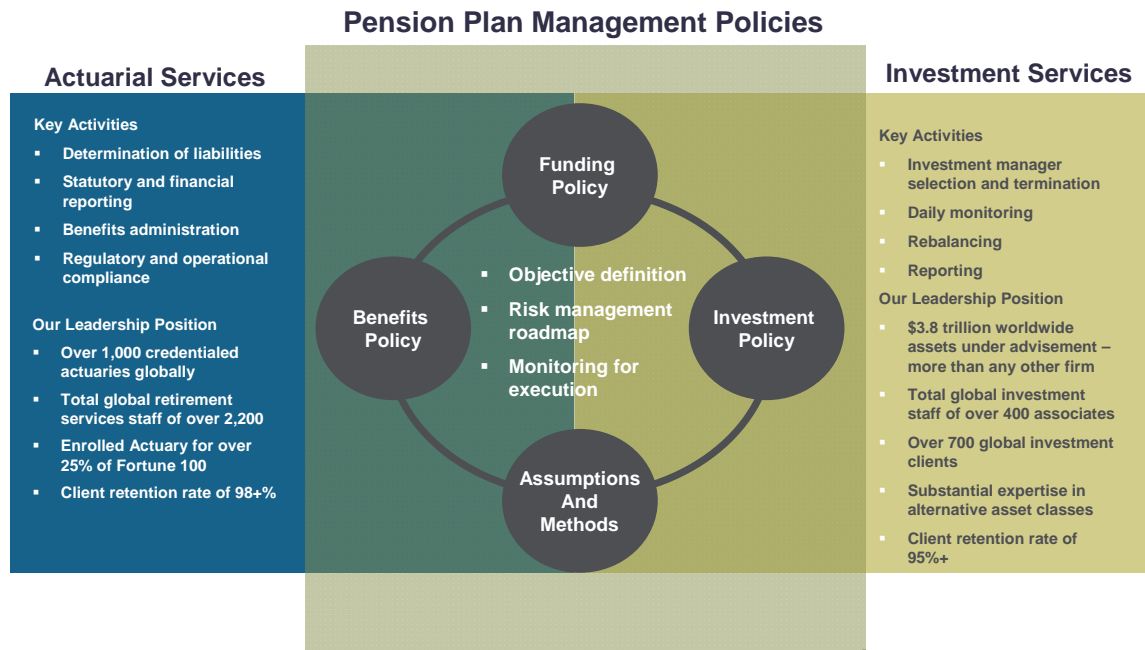 Pension Plan Management Policies
Actuarial Services
Key Activities
▪ Determination of liabilities
▪ Statutory and financial
reporting
▪ Benefits administration
▪ Regulatory and operational
compliance
Our Leadership Position
▪ Over 1,000 credentialed
actuaries globally
▪ Total global retirement
services staff of over 2,200
▪ Enrolled Actuary for over
25% of Fortune 100
▪ Client retention rate of 98+%
Funding
Policy
Benefits
Policy
▪ Objective definition
▪ Risk management
roadmap
▪ Monitoring for
execution
Investment
Policy
Assumptions
And
Methods
Investment Services
Key Activities
▪ Investment manager
selection and termination
▪ Daily monitoring
▪ Rebalancing
▪ Reporting
Our Leadership Position
▪ $3.8 trillion worldwide
assets under advisement –
more than any other firm
▪ Total global investment
staff of over 400 associates
▪ Over 700 global investment
clients
▪ Substantial expertise in
alternative asset classes
▪ Client retention rate of
95%+